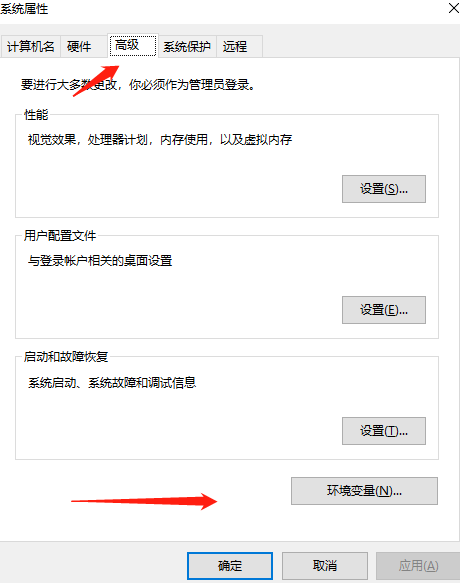 系统属性
计算机名 硬件 高级 系统保护 远程
要进行大多数更改，你必须作为管理员登录。
性能
视觉效果，处理器计划，内存使用，以及虚拟内存
设置(S)...
用户配置文件
与登录帐户相关的桌面设置
设置(E)...
启动和故障恢复
系统启动、系统故障和调试信息
设置(T)...
环境变量(N)...
确定 取消 应用(A)